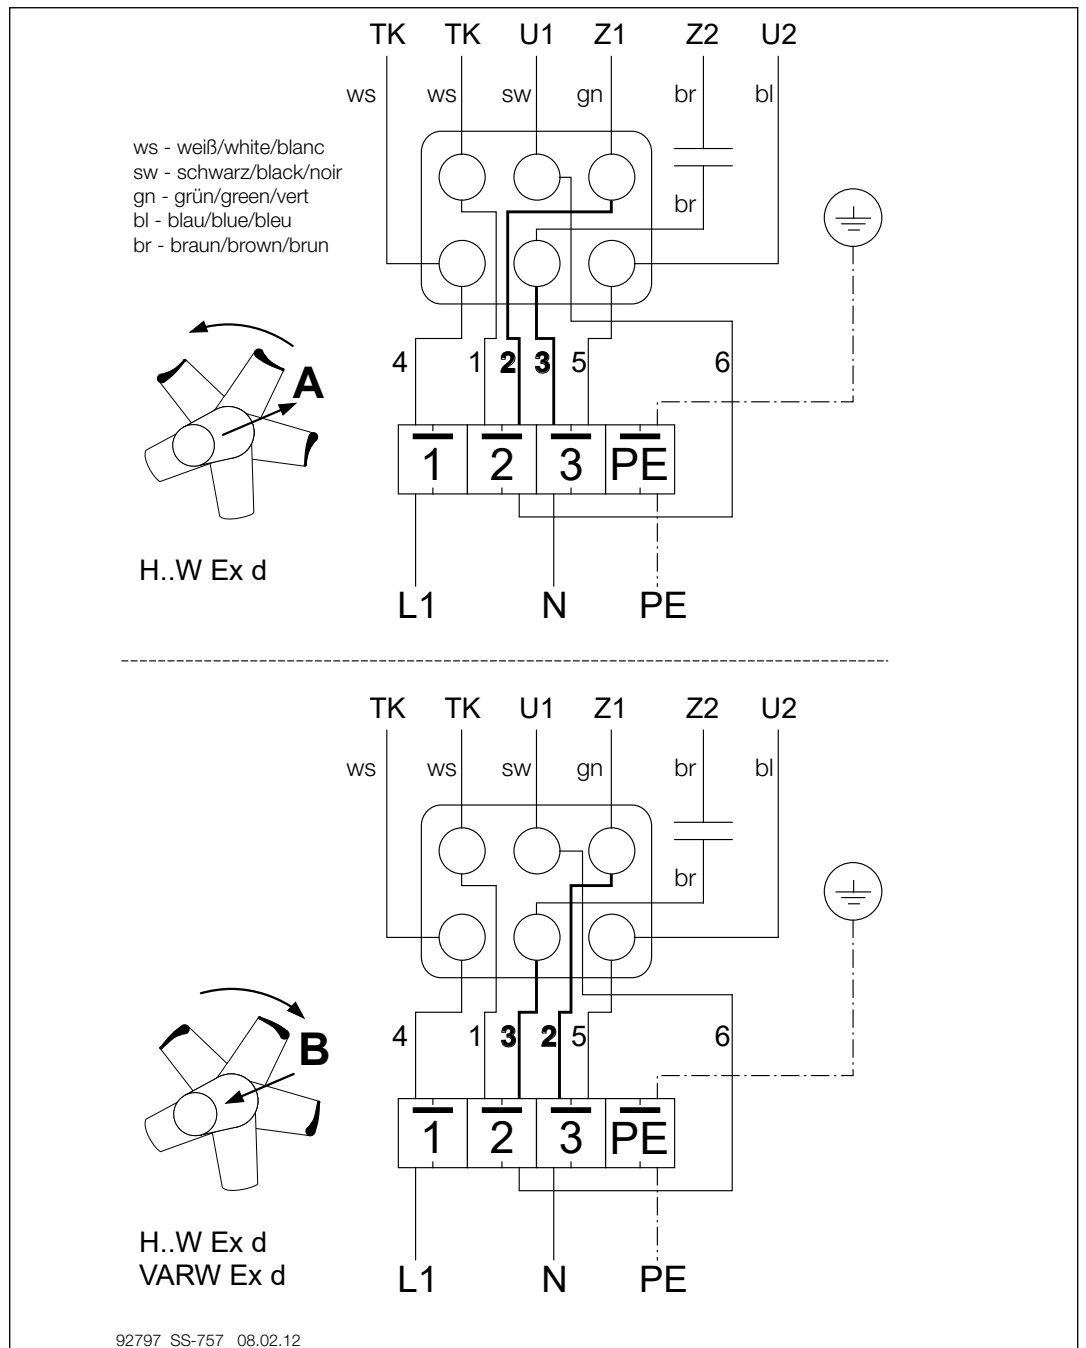 TK TK U1 Z1 Z2 U2
ws ws sw gn br bl
ws - weiß/white/blanc
sw - schwarz/black/noir
gn - grün/green/vert
bl - blau/blue/bleu
br - braun/brown/brun
br
A
4 1 2 3 5 6
1 2 3 PE
H..W Ex d
L1 N PE
TK TK U1 Z1 Z2 U2
ws ws sw gn br bl
br
B
4 1 3 2 5 6
1 2 3 PE
H..W Ex d
VARW Ex d
L1 N PE
92797 SS-757 08.02.12